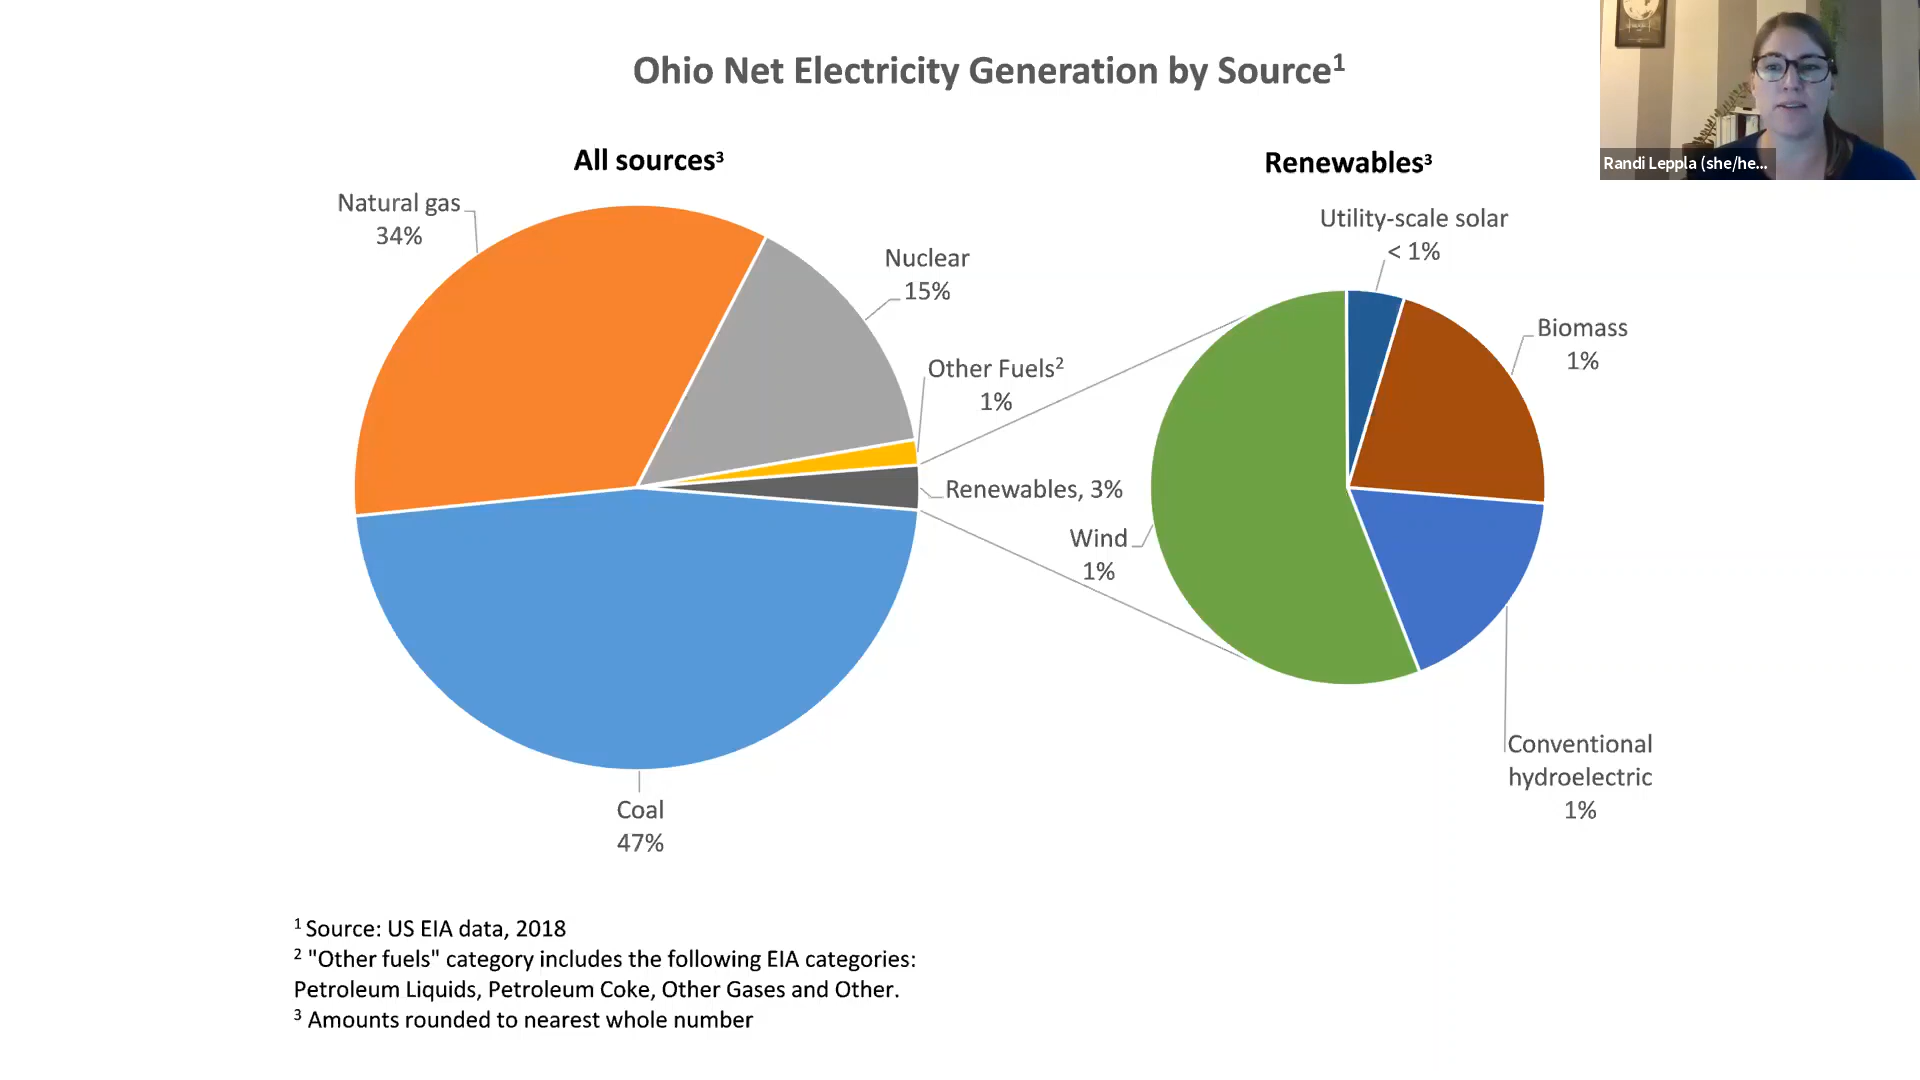 Ohio Net Electricity Generation by Source¹
Randi Leppla (she/he...
All sources³
Natural gas
34%
Nuclear
15%
Other Fuels²
1%
Renewables, 3%
Coal
47%
Renewables³
Utility-scale solar
< 1%
Biomass
1%
Wind
1%
Conventional
hydroelectric
1%
¹ Source: US EIA data, 2018
² "Other fuels" category includes the following EIA categories:
Petroleum Liquids, Petroleum Coke, Other Gases and Other.
³ Amounts rounded to nearest whole number